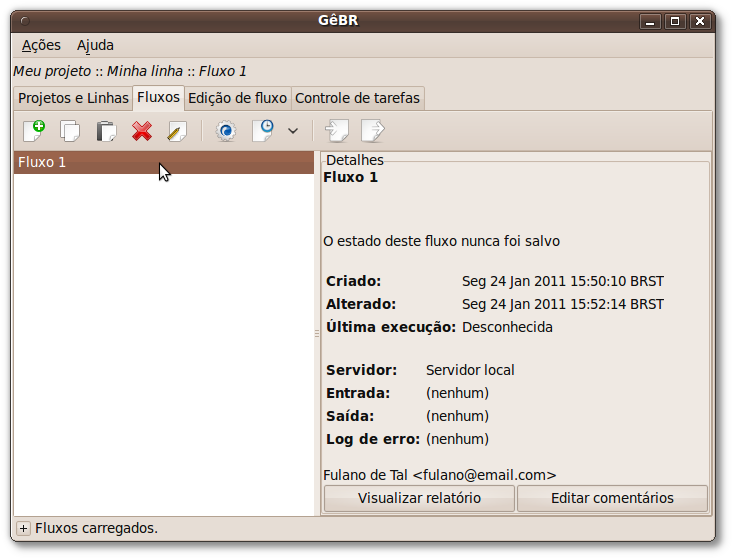 GêBR
Ações Ajuda
Meu projeto :: Minha linha :: Fluxo 1
Projetos e Linhas Fluxos Edição de fluxo Controle de tarefas
Fluxo 1
Detalhes
Fluxo 1
O estado deste fluxo nunca foi salvo
Criado: Seg 24 Jan 2011 15:50:10 BRST
Alterado: Seg 24 Jan 2011 15:52:14 BRST
Última execução: Desconhecida
Servidor: Servidor local
Entrada: (nenhum)
Saída: (nenhum)
Log de erro: (nenhum)
Fulano de Tal <fulano@email.com>
Visualizar relatório Editar comentários
Fluxos carregados.